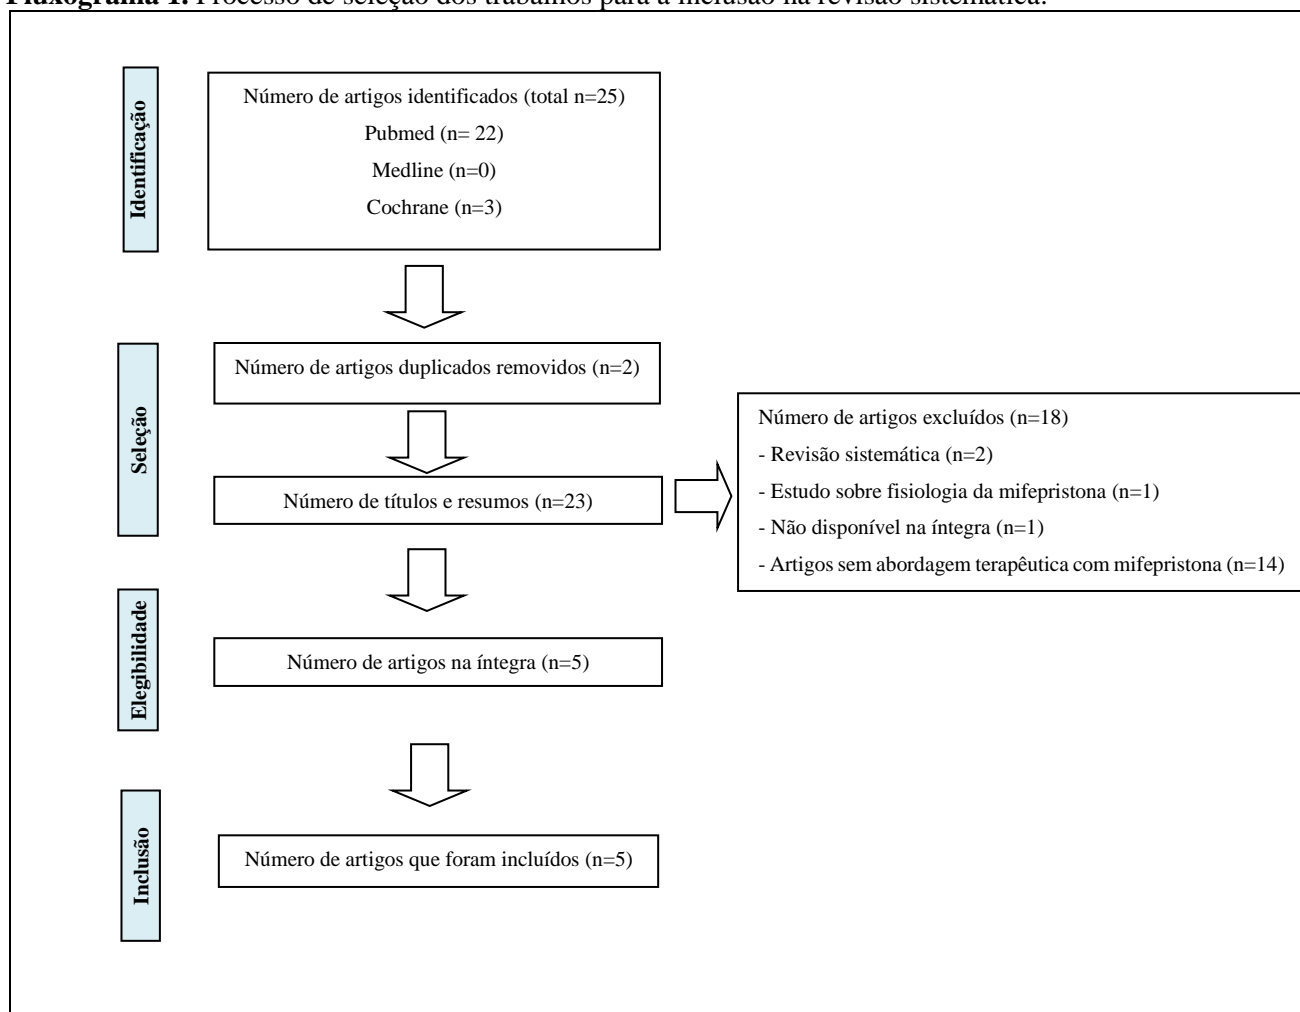 Fluxograma 1. Processo de seleção dos trabalhos para a inclusão na revisão sistemática.
Identificação
Número de artigos identificados (total n=25)
Pubmed (n= 22)
Medline (n=0)
Cochrane (n=3)
Seleção
Número de artigos duplicados removidos (n=2)
Número de títulos e resumos (n=23)
Número de artigos excluídos (n=18)
- Revisão sistemática (n=2)
- Estudo sobre fisiologia da mifepristona (n=1)
- Não disponível na íntegra (n=1)
- Artigos sem abordagem terapêutica com mifepristona (n=14)
Elegibilidade
Número de artigos na íntegra (n=5)
Inclusão
Número de artigos que foram incluídos (n=5)